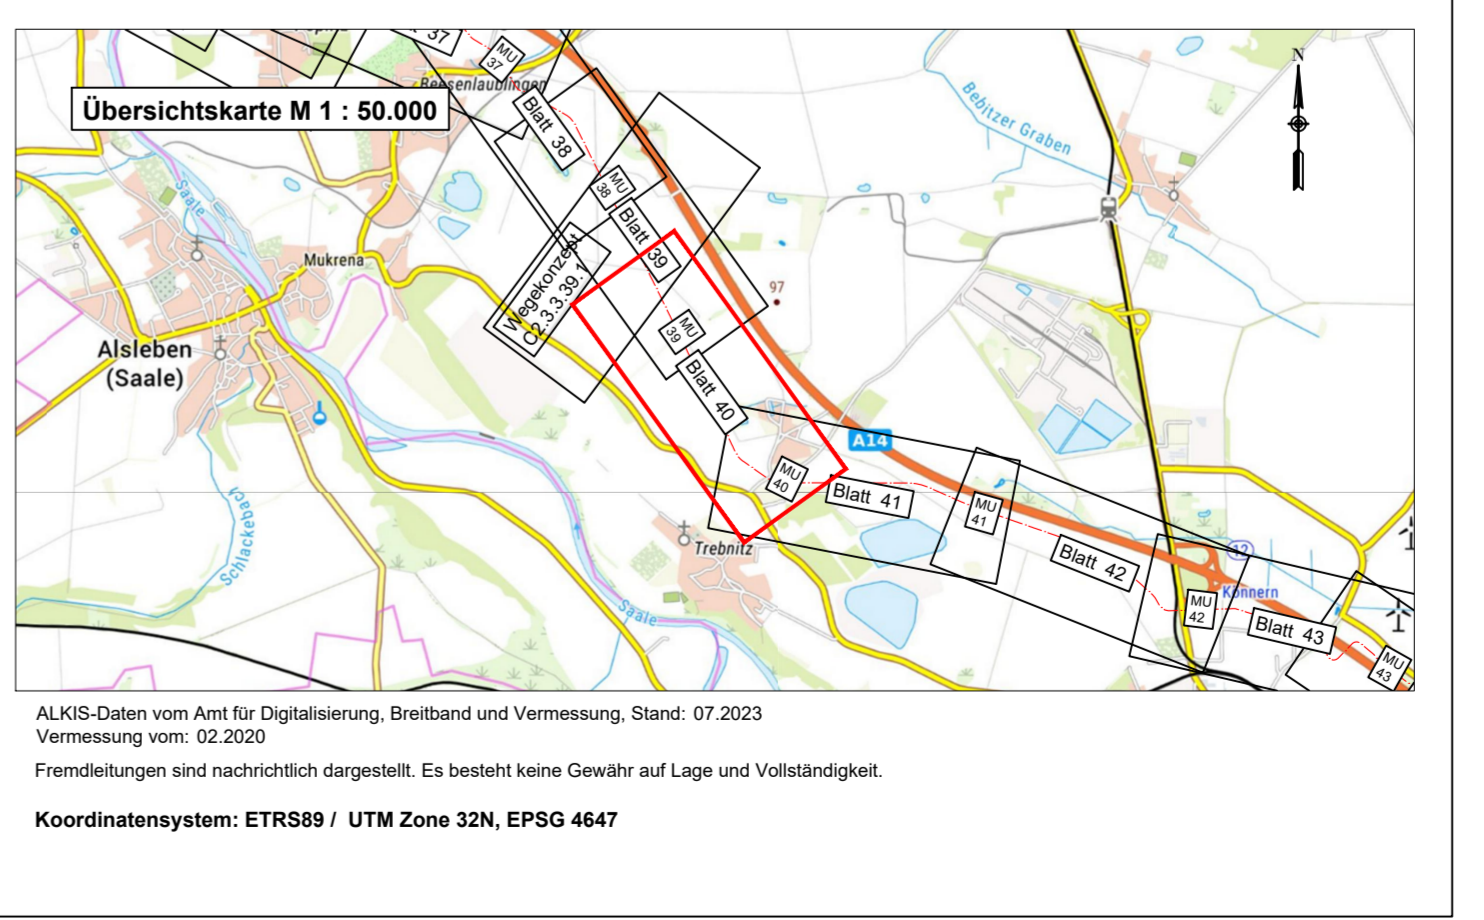 37
MU
37
Beesenlaublingen
Übersichtskarte M 1 : 50.000
Blatt 38
MU
38
Blatt 39
Wegekonzept
C2.3.3.39.1
MU
39
Blatt 40
MU
40
Blatt 41
MU
41
Blatt 42
MU
42
Blatt 43
MU
43
N
Bebitzer Graben
Saale
Mukrena
97
Alsleben
(Saale)
A14
Schlackebach
Trebnitz
Saale
12
Könnern
ALKIS-Daten vom Amt für Digitalisierung, Breitband und Vermessung, Stand: 07.2023
Vermessung vom: 02.2020
Fremdleitungen sind nachrichtlich dargestellt. Es besteht keine Gewähr auf Lage und Vollständigkeit.
Koordinatensystem: ETRS89 / UTM Zone 32N, EPSG 4647